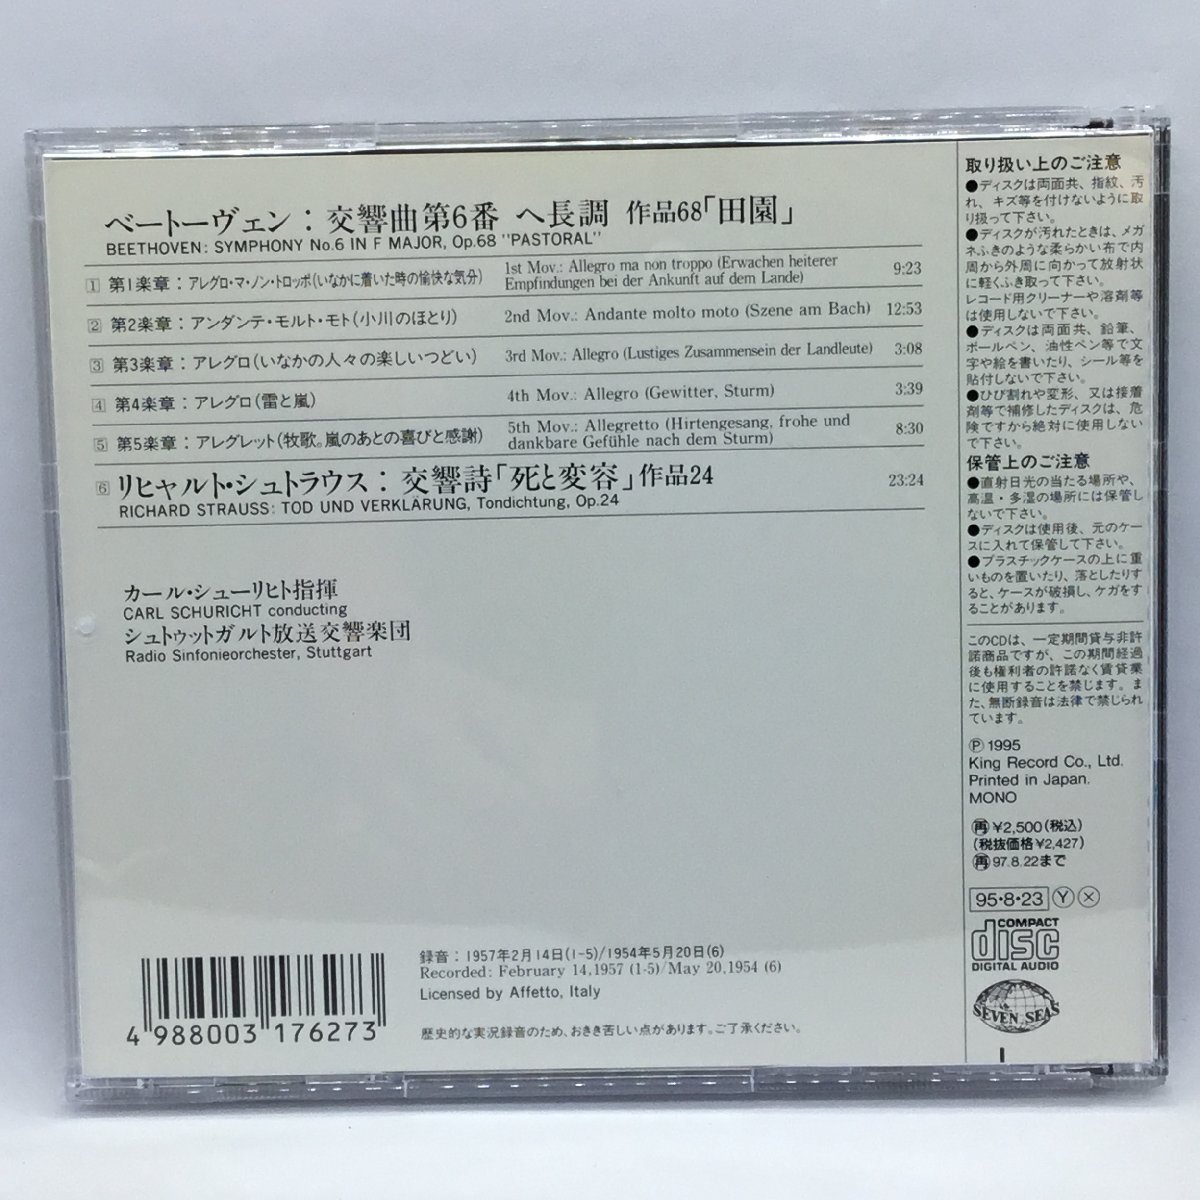 ベートーヴェン：交響曲第6番 ヘ長調 作品68「田園」
BEETHOVEN: SYMPHONY No.6 IN F MAJOR, Op.68 "PASTORAL"
1 第1楽章：アレグロ・マ・ノン・トロッポ(いなかに着いた時の愉快な気分) 1st Mov.: Allegro ma non troppo (Erwachen heiterer
Empfindungen bei der Ankunft auf dem Lande) 9:23
2 第2楽章：アンダンテ・モルト・モト(小川のほとり) 2nd Mov.: Andante molto moto (Szene am Bach) 12:53
3 第3楽章：アレグロ(いなかの人々の楽しいつどい) 3rd Mov.: Allegro (Lustiges Zusammensein der Landleute) 3:08
4 第4楽章：アレグロ(雷と嵐) 4th Mov.: Allegro (Gewitter, Sturm) 3:39
5 第5楽章：アレグレット(牧歌。嵐のあとの喜びと感謝) 5th Mov.: Allegretto (Hirtengesang, frohe und
dankbare Gefühle nach dem Sturm) 8:30
6 リヒャルト・シュトラウス：交響詩「死と変容」作品24 23:24
RICHARD STRAUSS: TOD UND VERKLÄRUNG, Tondichtung, Op.24
カール・シューリヒト指揮
CARL SCHURICHT conducting
シュトゥットガルト放送交響楽団
Radio Sinfonieorchester, Stuttgart
録音：1957年2月14日(1-5)/1954年5月20日(6)
Recorded: February 14,1957 (1-5)/May 20,1954 (6)
Licensed by Affetto, Italy
歴史的な実況録音のため、おきき苦しい点があります。ご了承ください。
4 988003 176273
取り扱い上のご注意
●ディスクは両面共、指紋、汚
れ、キズ等を付けないように取
り扱って下さい。
●ディスクが汚れたときは、メガ
ネふきのような柔らかい布で内
周から外周に向かって放射状
に軽くふき取って下さい。
レコード用クリーナーや溶剤等
は使用しないで下さい。
●ディスクは両面共、鉛筆、
ボールペン、油性ペン等で文
字や絵を書いたり、シール等を
貼付しないで下さい。
●ひび割れや変形、又は接着
剤等で補修したディスクは、危
険ですから絶対に使用しない
で下さい。
保管上のご注意
●直射日光の当たる場所や、
高温・多湿の場所には保管し
ないで下さい。
●ディスクは使用後、元のケー
スに入れて保管して下さい。
●プラスチックケースの上に重
いものを置いたり、落としたりす
ると、ケースが破損し、ケガをす
ることがあります。
このCDは、一定期間貸与非許
諾商品ですが、この期間経過
後も権利者の許諾なく賃貸業
に使用することを禁じます。ま
た、無断録音は法律で禁じられ
ています。
Ⓟ 1995
King Record Co., Ltd.
Printed in Japan.
MONO
再 ¥2,500(税込)
(税抜価格¥2,427)
再 97.8.22まで
95・8・23 Ⓨ ⓧ
COMPACT
disc
DIGITAL AUDIO
SEVEN SEAS